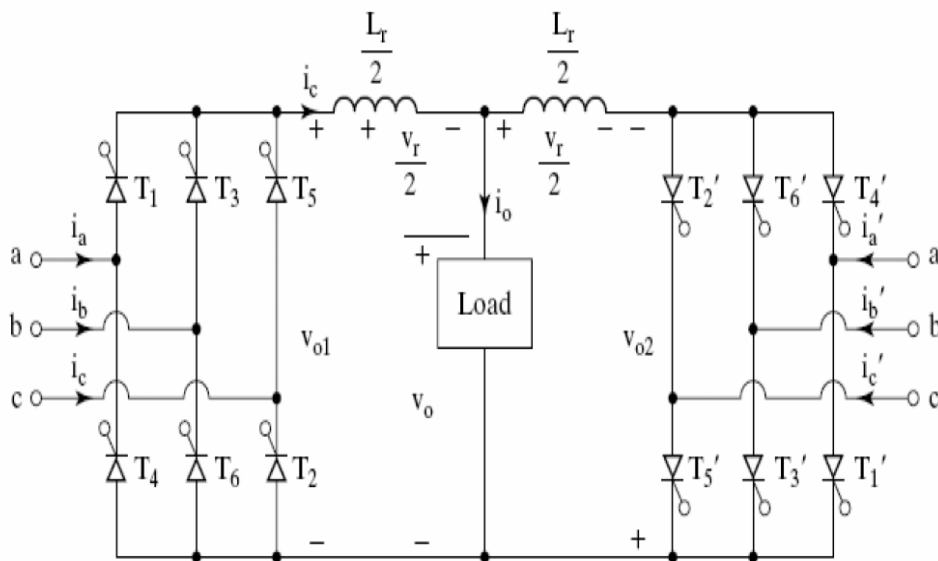 L_r/2 L_r/2
i_c
+ + − + − −
v_r/2 v_r/2
T_1 T_3 T_5 T_2′ T_6′ T_4′
i_o
i_a i_a′
a a
+
i_b Load i_b′
b b
v_o1 v_o2
i_c i_c′
c v_o c
T_4 T_6 T_2 T_5′ T_3′ T_1′
− − +